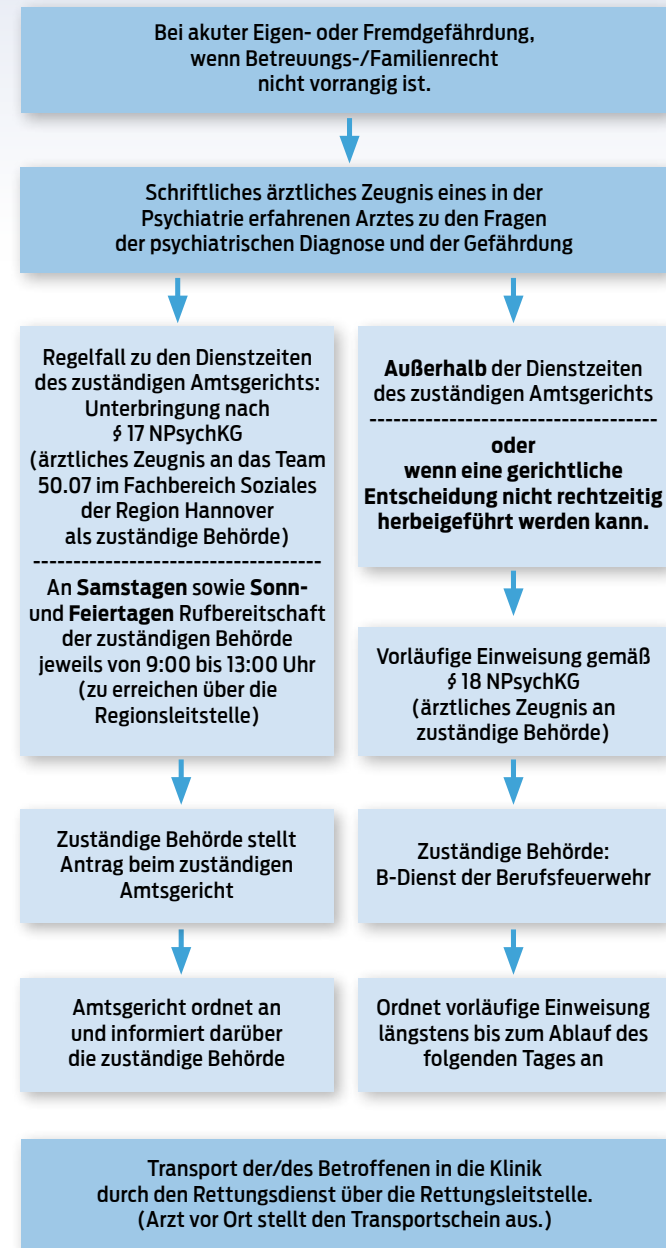 Bei akuter Eigen- oder Fremdgefährdung,
wenn Betreuungs-/Familienrecht
nicht vorrangig ist.
Schriftliches ärztliches Zeugnis eines in der
Psychiatrie erfahrenen Arztes zu den Fragen
der psychiatrischen Diagnose und der Gefährdung
Regelfall zu den Dienstzeiten
des zuständigen Amtsgerichts:
Unterbringung nach
§ 17 NPsychKG
(ärztliches Zeugnis an das Team
50.07 im Fachbereich Soziales
der Region Hannover
als zuständige Behörde)
------------------------------------
An Samstagen sowie Sonn-
und Feiertagen Rufbereitschaft
der zuständigen Behörde
jeweils von 9:00 bis 13:00 Uhr
(zu erreichen über die
Regionsleitstelle)
Zuständige Behörde stellt
Antrag beim zuständigen
Amtsgericht
Amtsgericht ordnet an
und informiert darüber
die zuständige Behörde
Außerhalb der Dienstzeiten
des zuständigen Amtsgerichts
------------------------------------
oder
wenn eine gerichtliche
Entscheidung nicht rechtzeitig
herbeigeführt werden kann.
Vorläufige Einweisung gemäß
§ 18 NPsychKG
(ärztliches Zeugnis an
zuständige Behörde)
Zuständige Behörde:
B-Dienst der Berufsfeuerwehr
Ordnet vorläufige Einweisung
längstens bis zum Ablauf des
folgenden Tages an
Transport der/des Betroffenen in die Klinik
durch den Rettungsdienst über die Rettungsleitstelle.
(Arzt vor Ort stellt den Transportschein aus.)